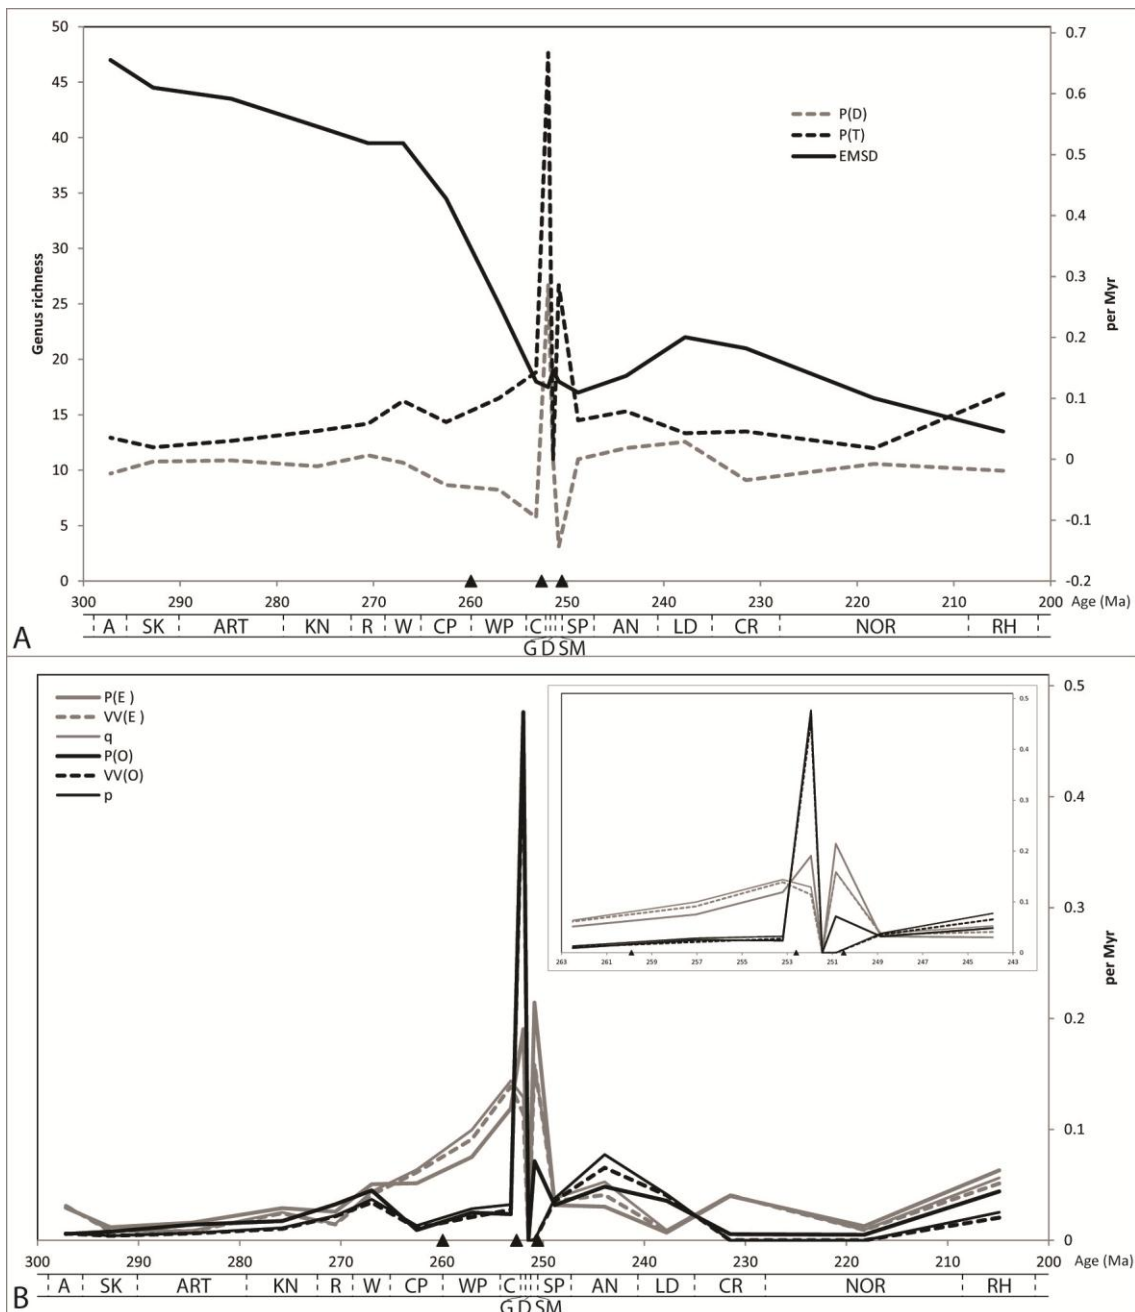 50
45
40
35
30
25
20
15
10
5
0
Genus richness
0.7
0.6
0.5
0.4
0.3
0.2
0.1
0
-0.1
-0.2
per Myr
P(D)
P(T)
EMSD
300 290 280 270 260 250 240 230 220 210 200 Age (Ma)
A SK ART KN R W CP WP C SP AN LD CR NOR RH
G D SM
A
P(E )
VV(E )
q
P(O)
VV(O)
p
0.5
0.4
0.3
0.2
0.1
0
263 261 259 257 255 253 251 249 247 245 243
0.5
0.4
0.3
0.2
0.1
0
per Myr
300 290 280 270 260 250 240 230 220 210 200 Age (Ma)
A SK ART KN R W CP WP C SP AN LD CR NOR RH
G D SM
B